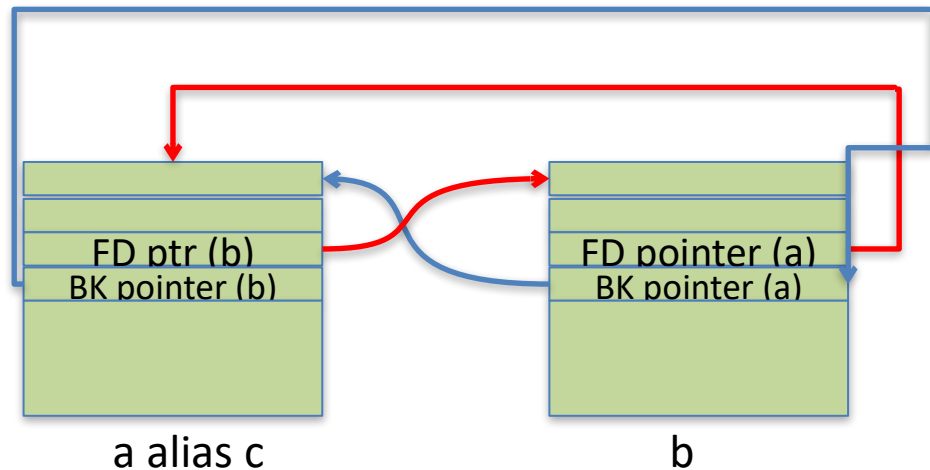 FD ptr (b)
BK pointer (b)
FD pointer (a)
BK pointer (a)
a alias c
b